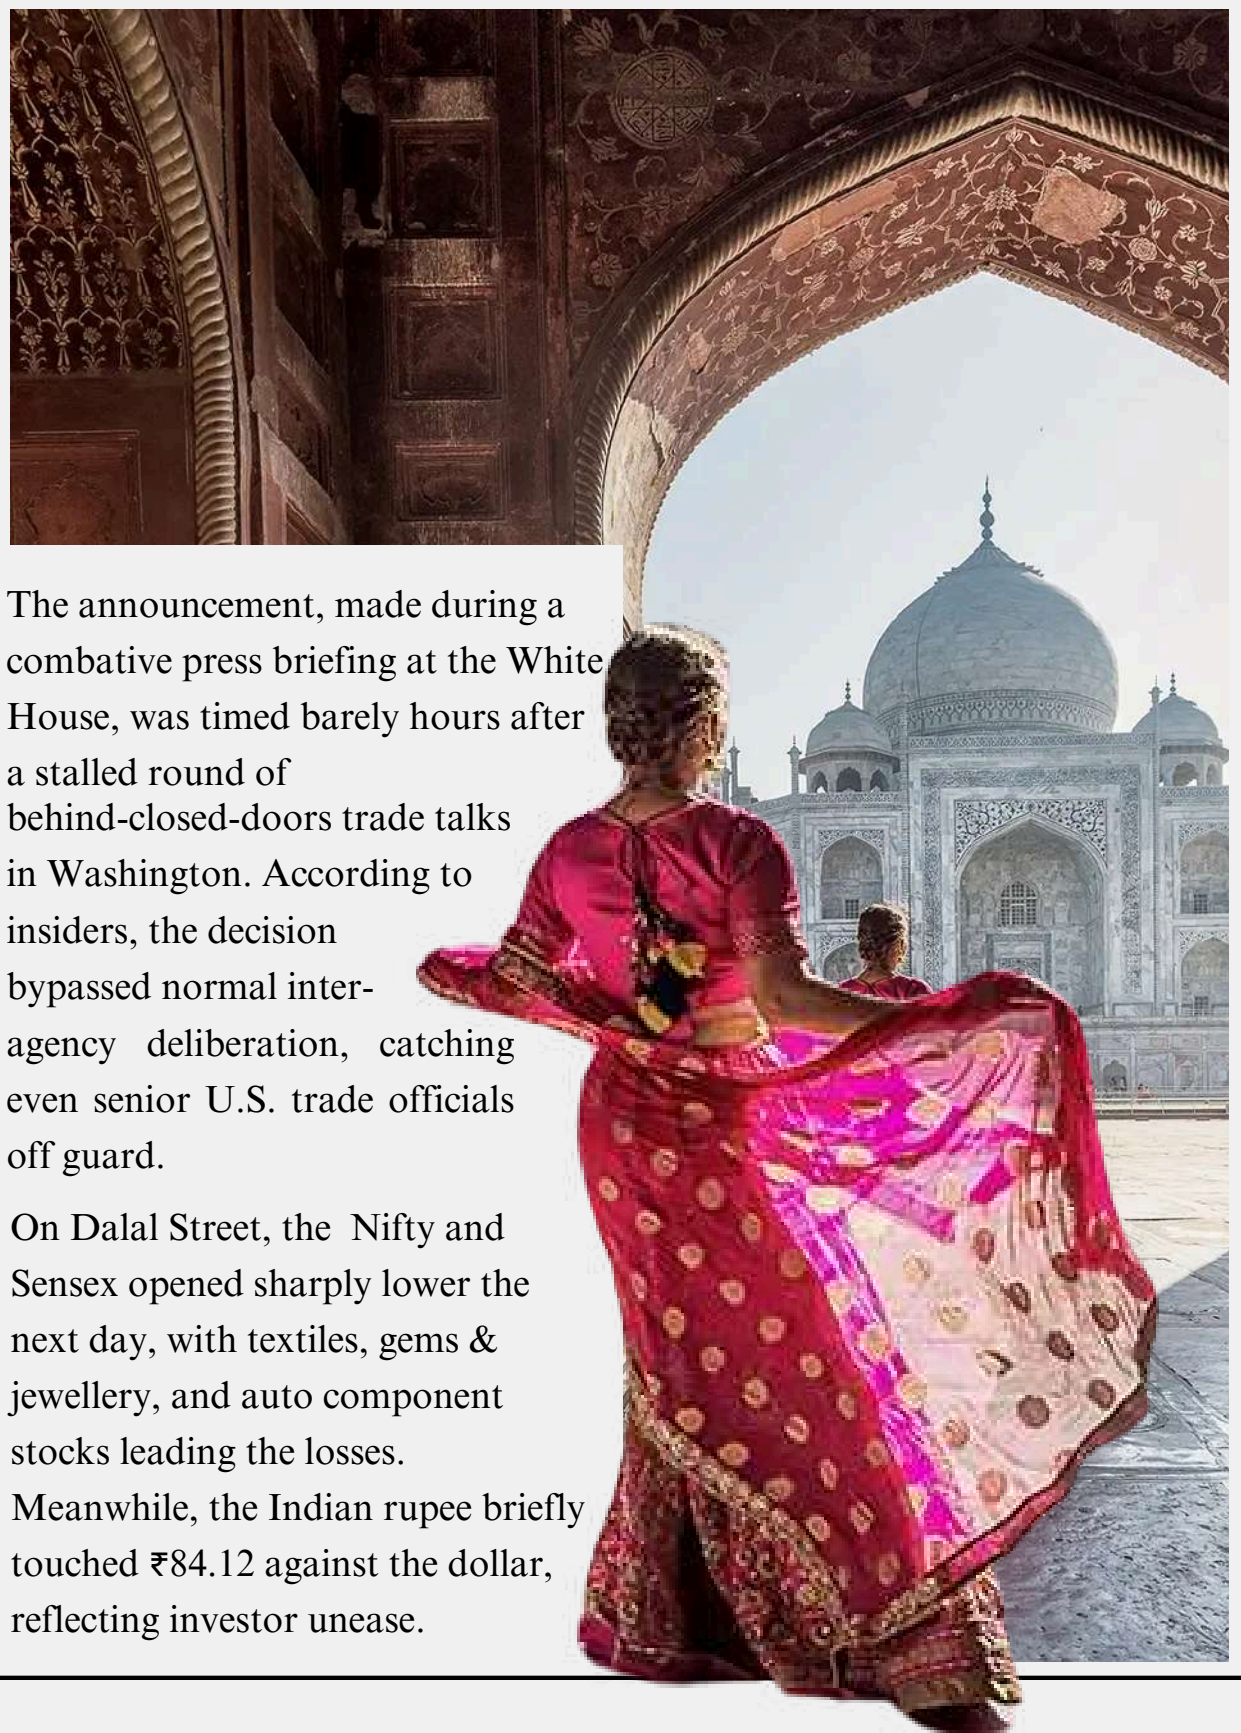 The announcement, made during a
combative press briefing at the White
House, was timed barely hours after
a stalled round of
behind-closed-doors trade talks
in Washington. According to
insiders, the decision
bypassed normal inter-
agency deliberation, catching
even senior U.S. trade officials
off guard.
On Dalal Street, the Nifty and
Sensex opened sharply lower the
next day, with textiles, gems &
jewellery, and auto component
stocks leading the losses.
Meanwhile, the Indian rupee briefly
touched ₹84.12 against the dollar,
reflecting investor unease.